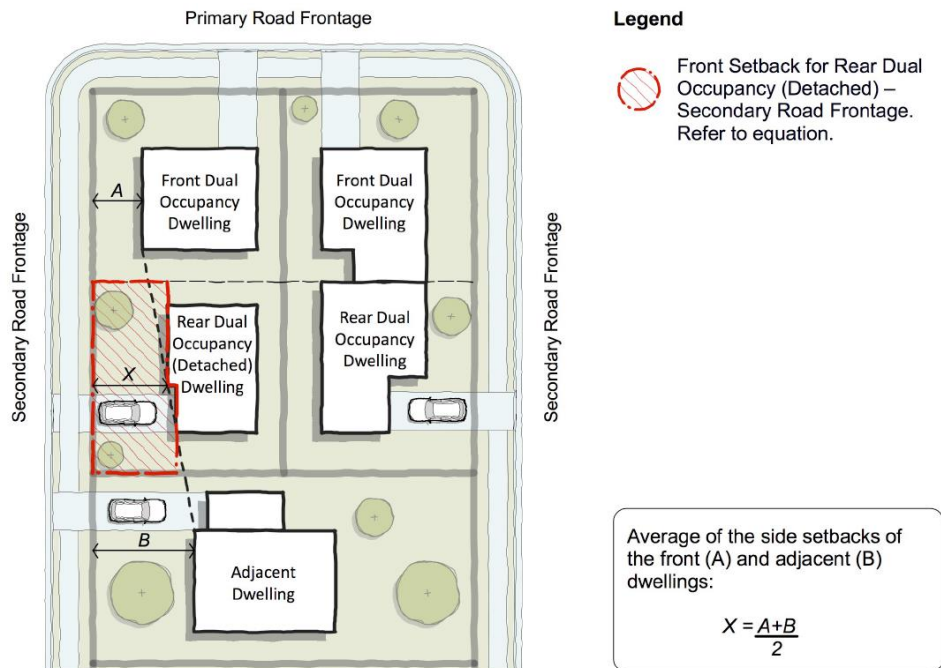 Primary Road Frontage
Legend
Front Setback for Rear Dual
Occupancy (Detached) –
Secondary Road Frontage.
Refer to equation.
A
Front Dual
Occupancy
Dwelling
Front Dual
Occupancy
Dwelling
Secondary Road Frontage
Secondary Road Frontage
Rear Dual
Occupancy
(Detached)
Dwelling
Rear Dual
Occupancy
Dwelling
X
B
Adjacent
Dwelling
Average of the side setbacks of
the front (A) and adjacent (B)
dwellings:
X = A+B
2